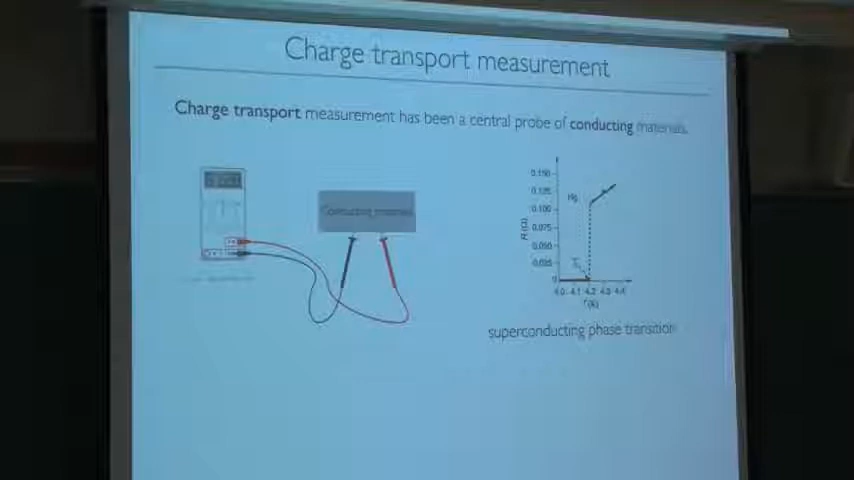 Charge transport measurement
Charge transport measurement has been a central probe of conducting materials.
Conducting material
0.150
0.125
0.100
0.075
0.050
0.025
0
R (Ω)
Hg
Tc
4.0 4.1 4.2 4.3 4.4
T (K)
superconducting phase transition